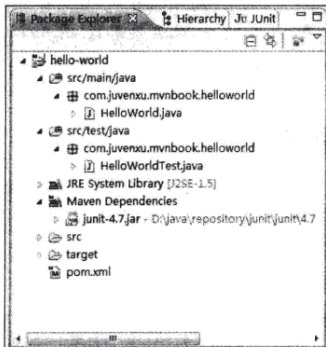 Package Explorer Hierarchy Ju JUnit
hello-world
src/main/java
com.juvenxu.mvnbook.helloworld
HelloWorld.java
src/test/java
com.juvenxu.mvnbook.helloworld
HelloWorldTest.java
JRE System Library [J2SE-1.5]
Maven Dependencies
junit-4.7.jar - D:\java\repository\junit\junit\4.7
src
target
pom.xml